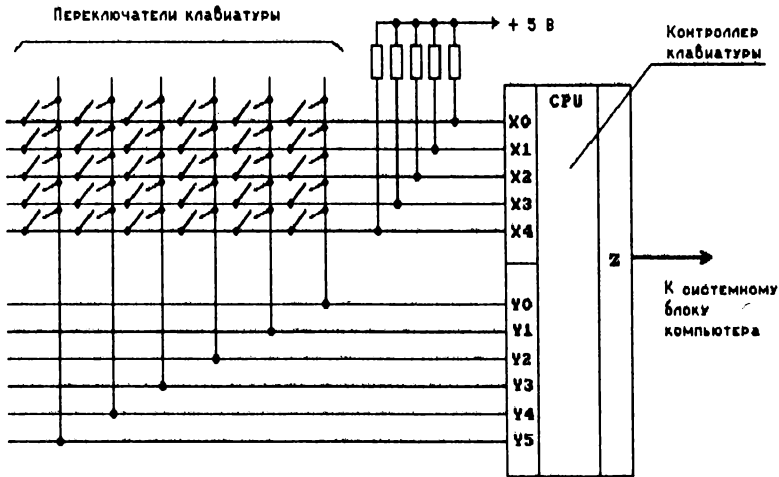 Переключатели клавиатуры
+ 5 В
Контроллер
клавиатуры
CPU
X0
X1
X2
X3
X4
Z
К системному
блоку
компьютера
Y0
Y1
Y2
Y3
Y4
Y5